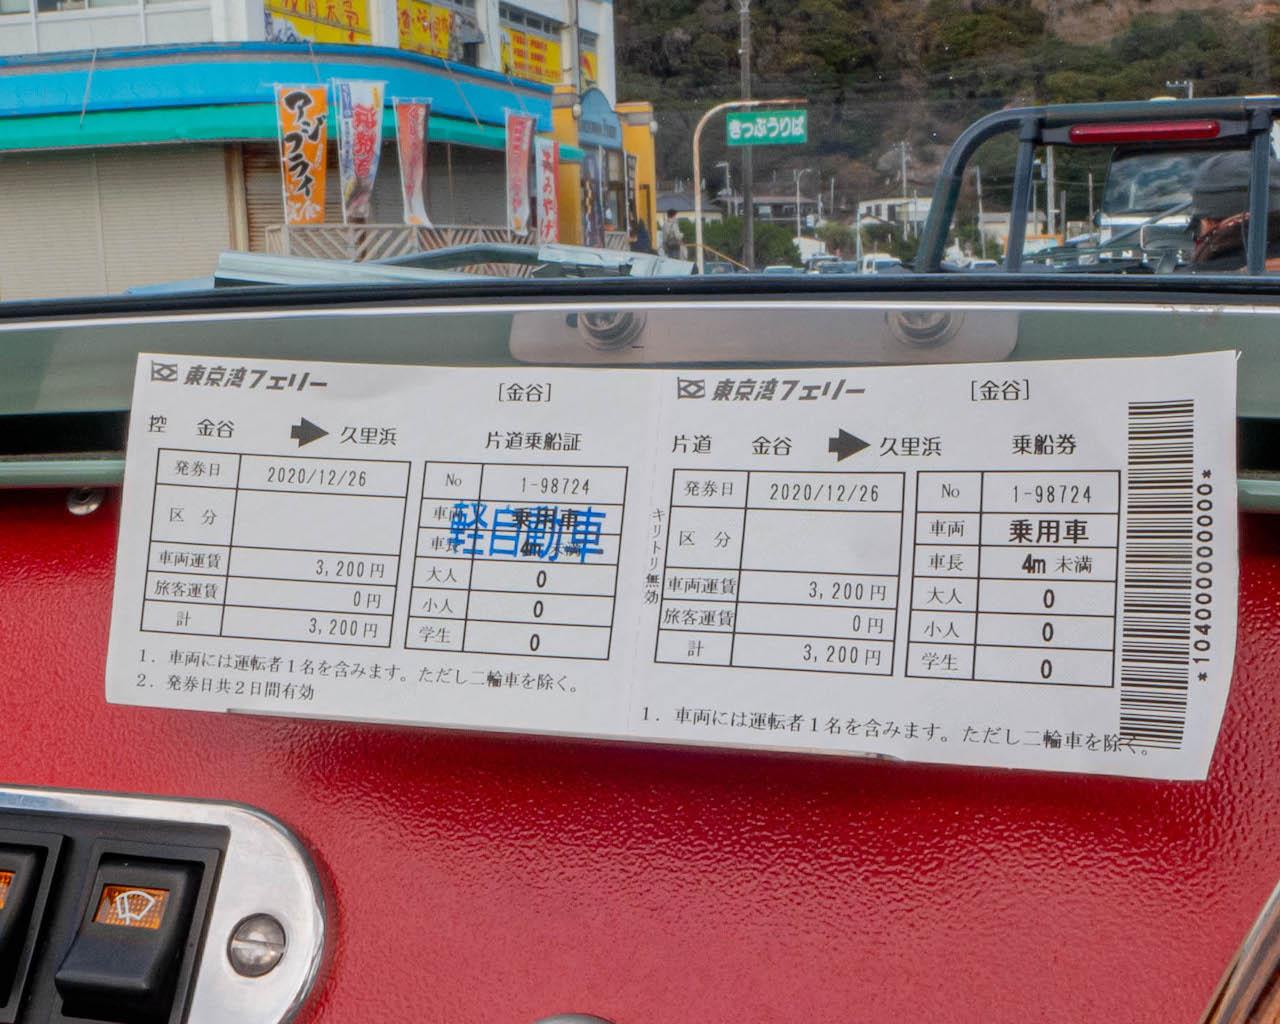 アジフライ
きっぷうりば
おみやげ
東京湾フェリー [金谷]
控 金谷 → 久里浜 片道乗船証
発券日 2020/12/26
区分
車両運賃 3,200円
旅客運賃 0円
計 3,200円
No 1-98724
車両 乗用車
車長 4m 未満
軽自動車
大人 0
小人 0
学生 0
1．車両には運転者1名を含みます。ただし二輪車を除く。
2．発券日共2日間有効
キリトリ無効
東京湾フェリー [金谷]
片道 金谷 → 久里浜 乗船券
発券日 2020/12/26
区分
車両運賃 3,200円
旅客運賃 0円
計 3,200円
No 1-98724
車両 乗用車
車長 4m 未満
大人 0
小人 0
学生 0
1．車両には運転者1名を含みます。ただし二輪車を除く。